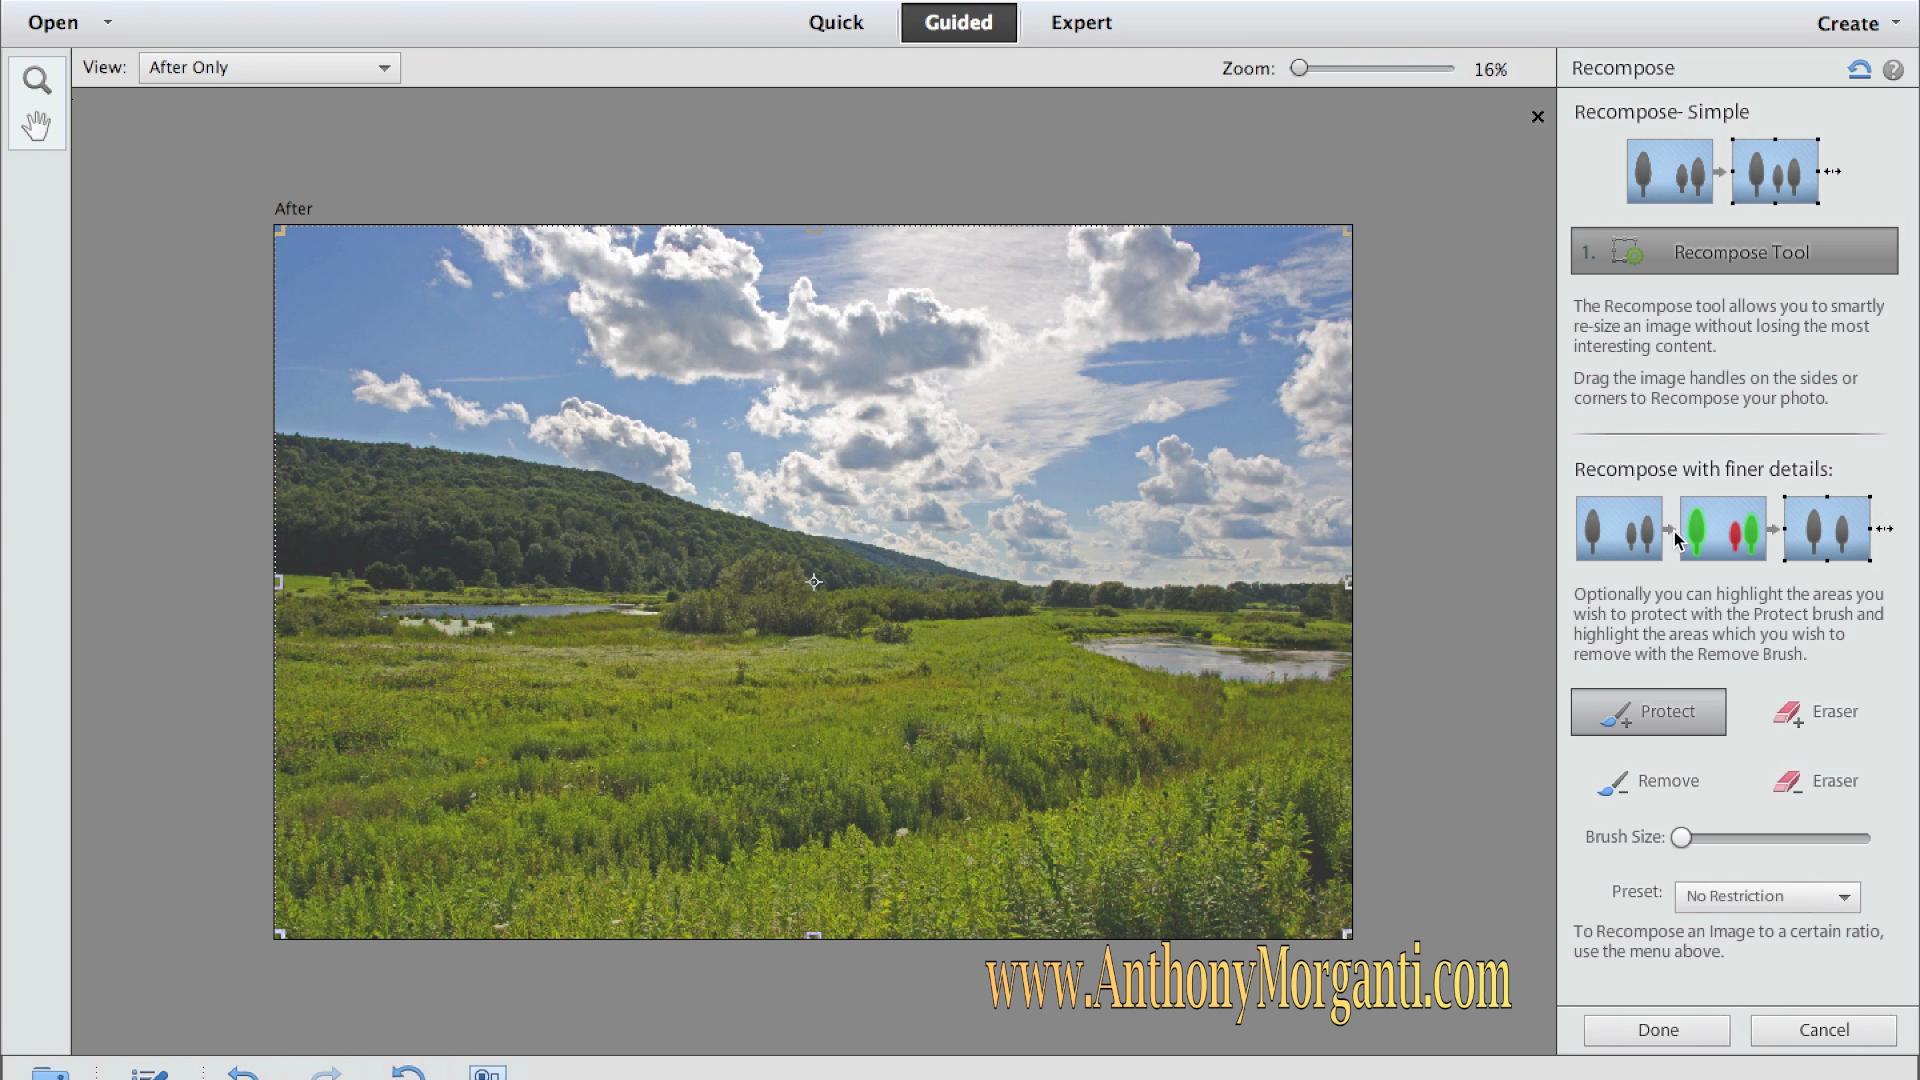 Open
Quick
Guided
Expert
Create
View:
After Only
Zoom:
16%
Recompose
Recompose- Simple
After
1.
Recompose Tool
The Recompose tool allows you to smartly
re-size an image without losing the most
interesting content.
Drag the image handles on the sides or
corners to Recompose your photo.
Recompose with finer details:
Optionally you can highlight the areas you
wish to protect with the Protect brush and
highlight the areas which you wish to
remove with the Remove Brush.
Protect
Eraser
Remove
Eraser
Brush Size:
Preset:
No Restriction
To Recompose an Image to a certain ratio,
use the menu above.
www.AnthonyMorganti.com
Done
Cancel